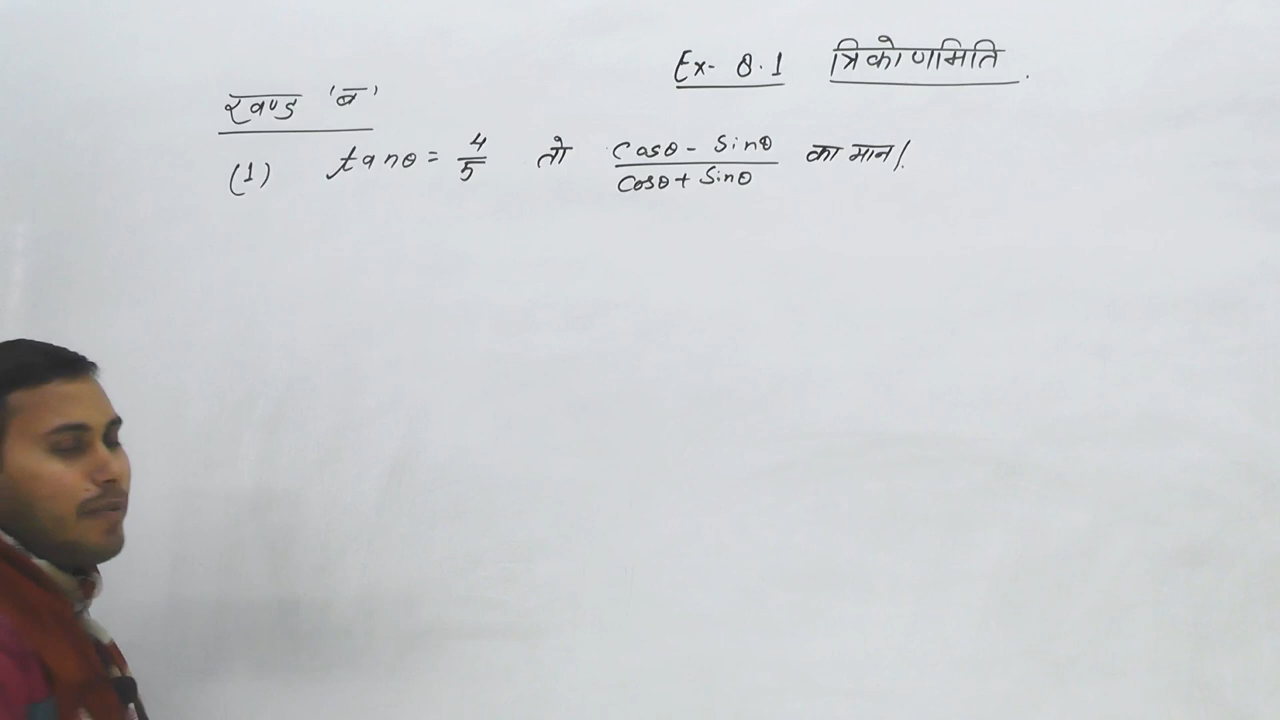 Ex- 8.1 त्रिकोणमिति.
खण्ड 'ब'
(1) tanθ = 4/5 तो (cosθ - Sinθ)/(cosθ + Sinθ) का मान।